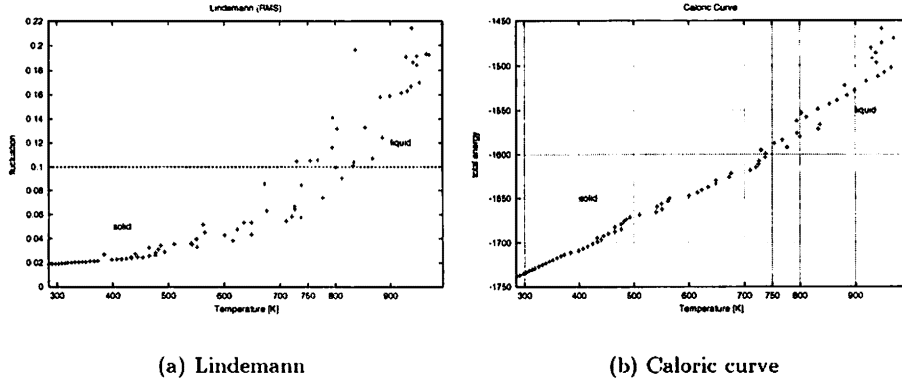 Lindemann (RMS)
0.22
0.2
0.18
0.16
0.14
0.12
0.1
0.08
0.06
0.04
0.02
0
fluctuation
solid
liquid
300 400 500 600 700 750 800 900
Temperature [K]
(a) Lindemann
Caloric Curve
-1450
-1500
-1550
-1600
-1650
-1700
-1750
total energy
solid
liquid
300 400 500 600 700 750 800 900
Temperature [K]
(b) Caloric curve